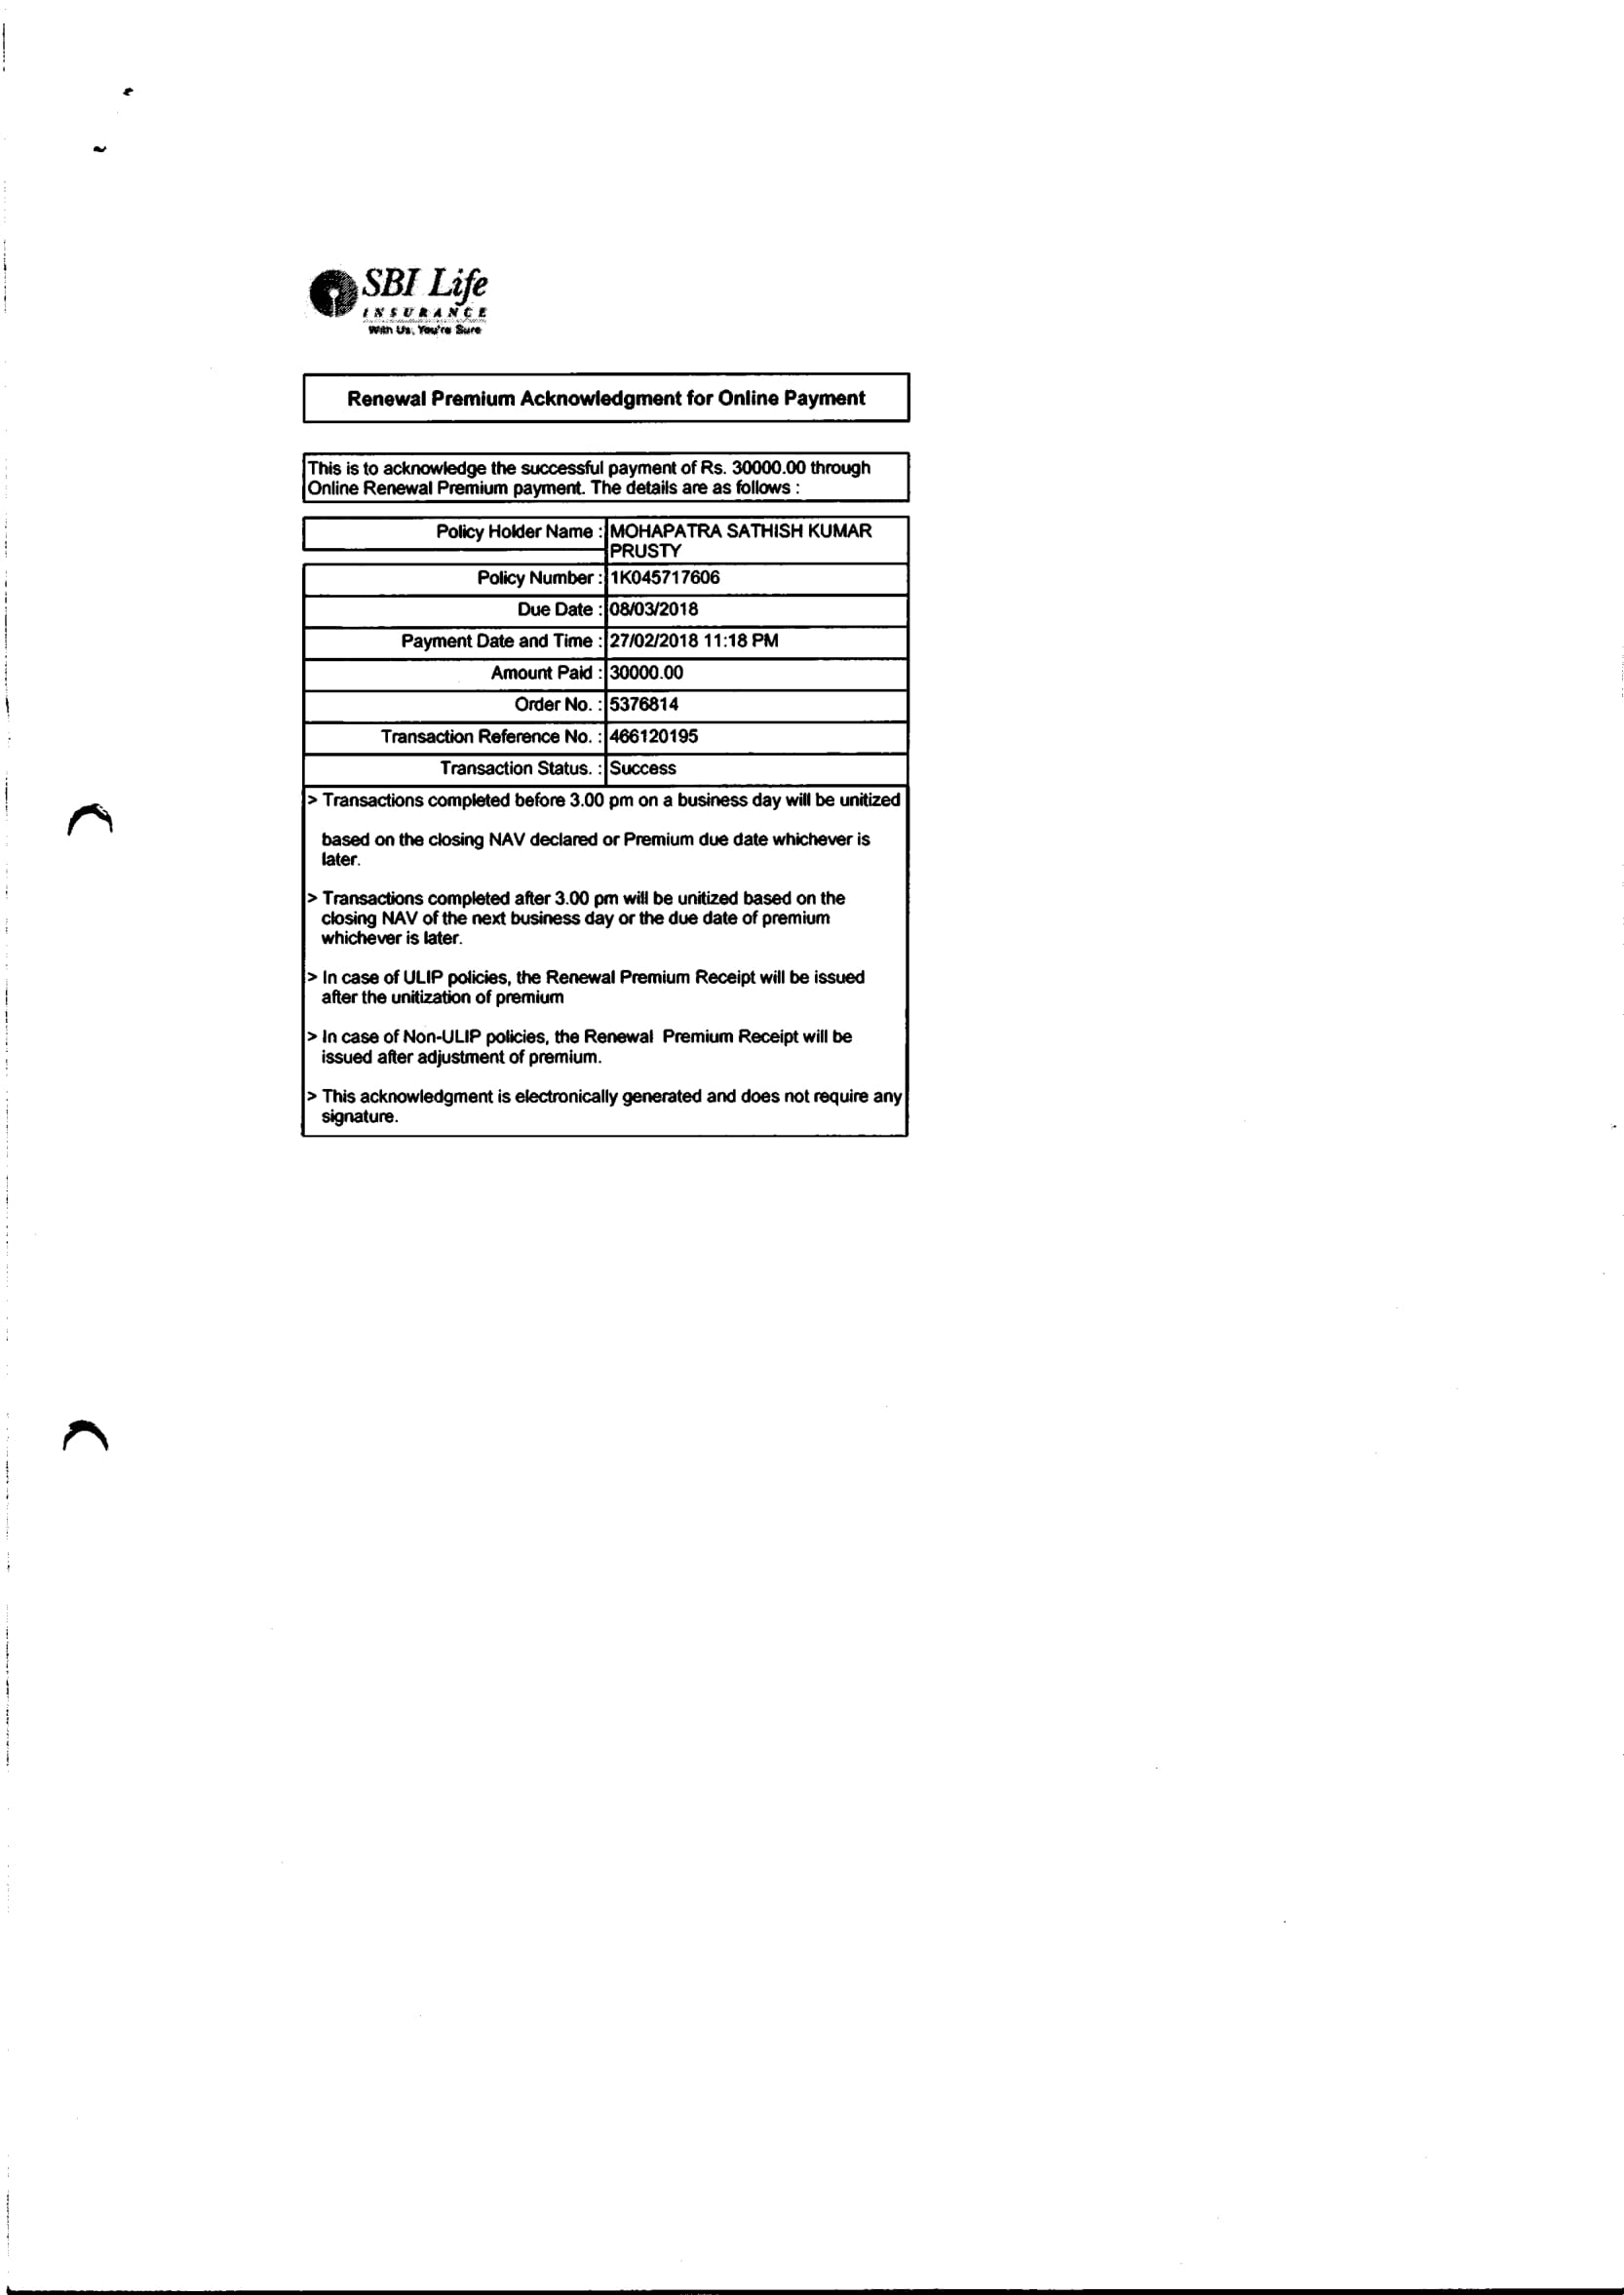 SBI Life
INSURANCE
With Us, You're Sure
Renewal Premium Acknowledgment for Online Payment
This is to acknowledge the successful payment of Rs. 30000.00 through
Online Renewal Premium payment. The details are as follows :
Policy Holder Name : MOHAPATRA SATHISH KUMAR
PRUSTY
Policy Number : 1K045717606
Due Date : 08/03/2018
Payment Date and Time : 27/02/2018 11:18 PM
Amount Paid : 30000.00
Order No. : 5376814
Transaction Reference No. : 466120195
Transaction Status. : Success
> Transactions completed before 3.00 pm on a business day will be unitized
based on the closing NAV declared or Premium due date whichever is
later.
> Transactions completed after 3.00 pm will be unitized based on the
closing NAV of the next business day or the due date of premium
whichever is later.
> In case of ULIP policies, the Renewal Premium Receipt will be issued
after the unitization of premium
> In case of Non-ULIP policies, the Renewal Premium Receipt will be
issued after adjustment of premium.
> This acknowledgment is electronically generated and does not require any
signature.